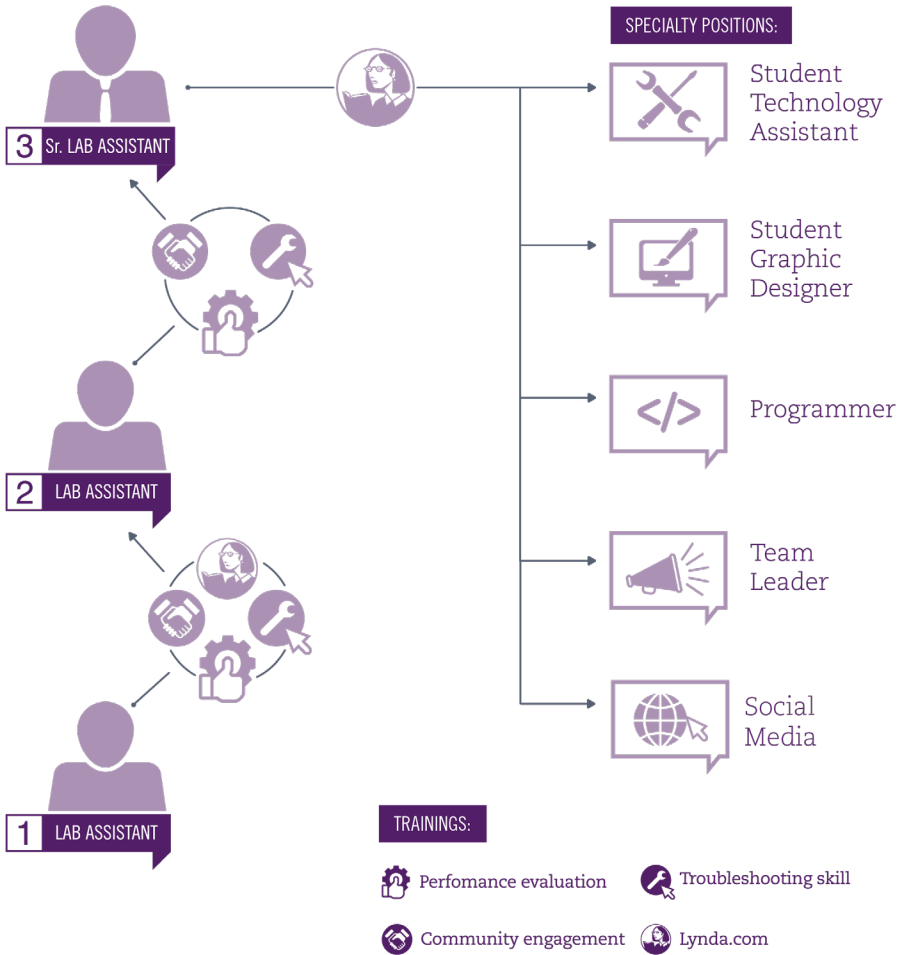 SPECIALTY POSITIONS:
Student
Technology
Assistant
3 Sr. LAB ASSISTANT
Student
Graphic
Designer
Programmer
2 LAB ASSISTANT
Team
Leader
Social
Media
1 LAB ASSISTANT
TRAININGS:
Perfomance evaluation
Troubleshooting skill
Community engagement
Lynda.com